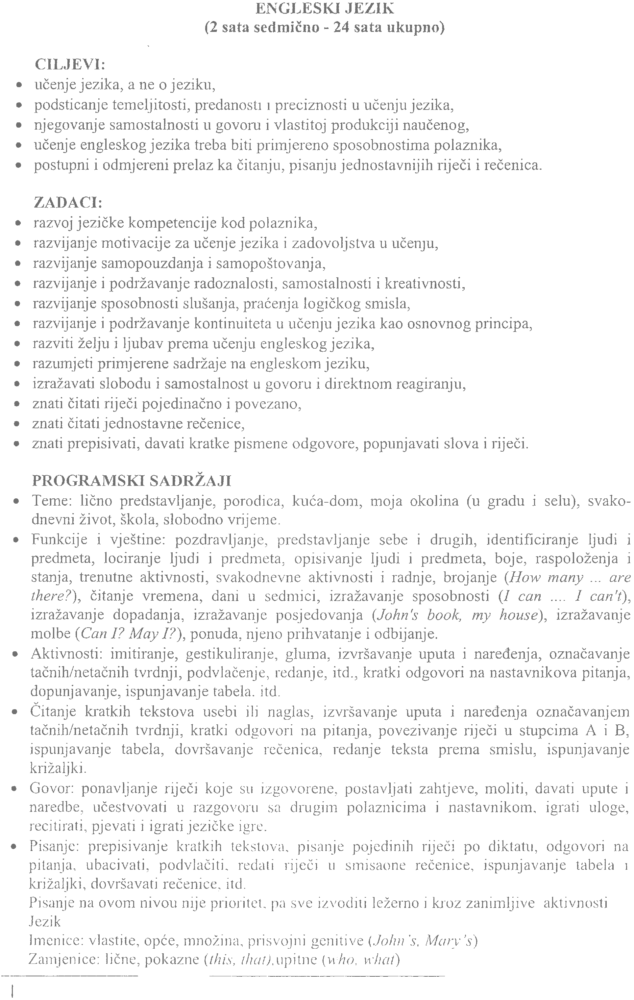 ENGLESKI JEZIK
(2 sata sedmično - 24 sata ukupno)
CILJEVI:
• učenje jezika, a ne o jeziku,
• podsticanje temeljitosti, predanosti i preciznosti u učenju jezika,
• njegovanje samostalnosti u govoru i vlastitoj produkciji naučenog,
• učenje engleskog jezika treba biti primjereno sposobnostima polaznika,
• postupni i odmjereni prelaz ka čitanju, pisanju jednostavnijih riječi i rečenica.
ZADACI:
• razvoj jezičke kompetencije kod polaznika,
• razvijanje motivacije za učenje jezika i zadovoljstva u učenju,
• razvijanje samopouzdanja i samopoštovanja,
• razvijanje i podržavanje radoznalosti, samostalnosti i kreativnosti,
• razvijanje sposobnosti slušanja, praćenja logičkog smisla,
• razvijanje i podržavanje kontinuiteta u učenju jezika kao osnovnog principa,
• razviti želju i ljubav prema učenju engleskog jezika,
• razumjeti primjerene sadržaje na engleskom jeziku,
• izražavati slobodu i samostalnost u govoru i direktnom reagiranju,
• znati čitati riječi pojedinačno i povezano,
• znati čitati jednostavne rečenice,
• znati prepisivati, davati kratke pismene odgovore, popunjavati slova i riječi.
PROGRAMSKI SADRŽAJI
• Teme: lično predstavljanje, porodica, kuća-dom, moja okolina (u gradu i selu), svako-
dnevni život, škola, slobodno vrijeme.
• Funkcije i vještine: pozdravljanje, predstavljanje sebe i drugih, identificiranje ljudi i
predmeta, lociranje ljudi i predmeta, opisivanje ljudi i predmeta, boje, raspoloženja i
stanja, trenutne aktivnosti, svakodnevne aktivnosti i radnje, brojanje (How many ... are
there?), čitanje vremena, dani u sedmici, izražavanje sposobnosti (I can .... I can't),
izražavanje dopadanja, izražavanje posjedovanja (John's book, my house), izražavanje
molbe (Can I? May I?), ponuda, njeno prihvatanje i odbijanje.
• Aktivnosti: imitiranje, gestikuliranje, gluma, izvršavanje uputa i naređenja, označavanje
tačnih/netačnih tvrdnji, podvlačenje, redanje, itd., kratki odgovori na nastavnikova pitanja,
dopunjavanje, ispunjavanje tabela. itd.
• Čitanje kratkih tekstova usebi ili naglas, izvršavanje uputa i naređenja označavanjem
tačnih/netačnih tvrdnji, kratki odgovori na pitanja, povezivanje riječi u stupcima A i B,
ispunjavanje tabela, dovršavanje rečenica, redanje teksta prema smislu, ispunjavanje
križaljki.
• Govor: ponavljanje riječi koje su izgovorene, postavljati zahtjeve, moliti, davati upute i
naredbe, učestvovati u razgovoru sa drugim polaznicima i nastavnikom, igrati uloge,
recitirati, pjevati i igrati jezičke igre.
• Pisanje: prepisivanje kratkih tekstova, pisanje pojedinih riječi po diktatu, odgovori na
pitanja, ubacivati, podvlačiti, redati riječi u smisaone rečenice, ispunjavanje tabela i
križaljki, dovršavati rečenice, itd.
Pisanje na ovom nivou nije prioritet, pa sve izvoditi ležerno i kroz zanimljive aktivnosti
Jezik
Imenice: vlastite, opće, množina, prisvojni genitive (John's, Mary's)
Zamjenice: lične, pokazne (this, that), upitne (who, what)